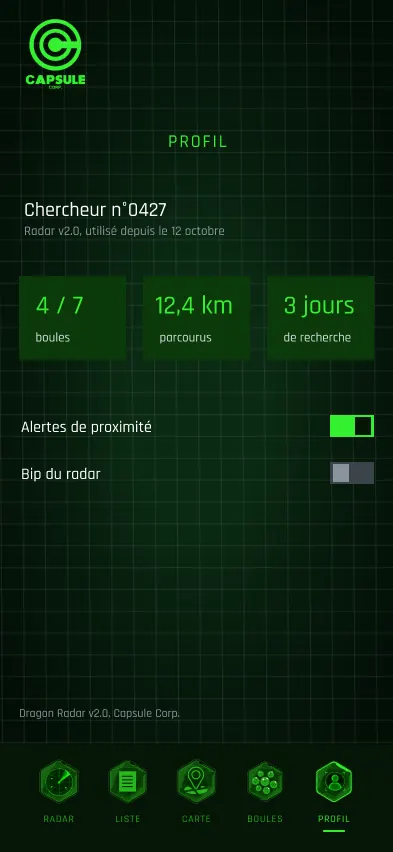 CAPSULE
CORP.
PROFIL
Chercheur n°0427
Radar v2.0, utilisé depuis le 12 octobre
4 / 7
12,4 km
3 jours
boules
parcourus
de recherche
Alertes de proximité
Bip du radar
Dragon Radar v2.0, Capsule Corp.
RADAR
LISTE
CARTE
BOULES
PROFIL